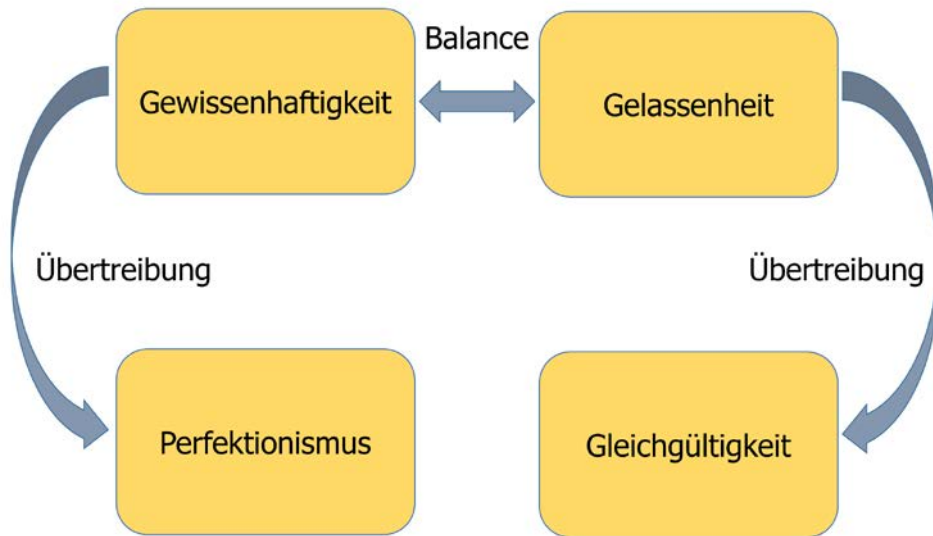 Balance
Gewissenhaftigkeit
Gelassenheit
Übertreibung
Übertreibung
Perfektionismus
Gleichgültigkeit